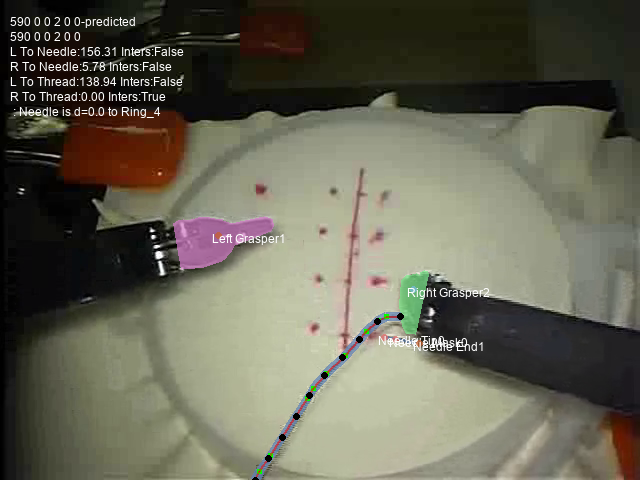 590 0 0 2 0 0-predicted
590 0 0 2 0 0
L To Needle:156.31 Inters:False
R To Needle:5.78 Inters:False
L To Thread:138.94 Inters:False
R To Thread:0.00 Inters:True
: Needle is d=0.0 to Ring_4
Left Grasper1
Right Grasper2
Needle Tip0
Needle End1